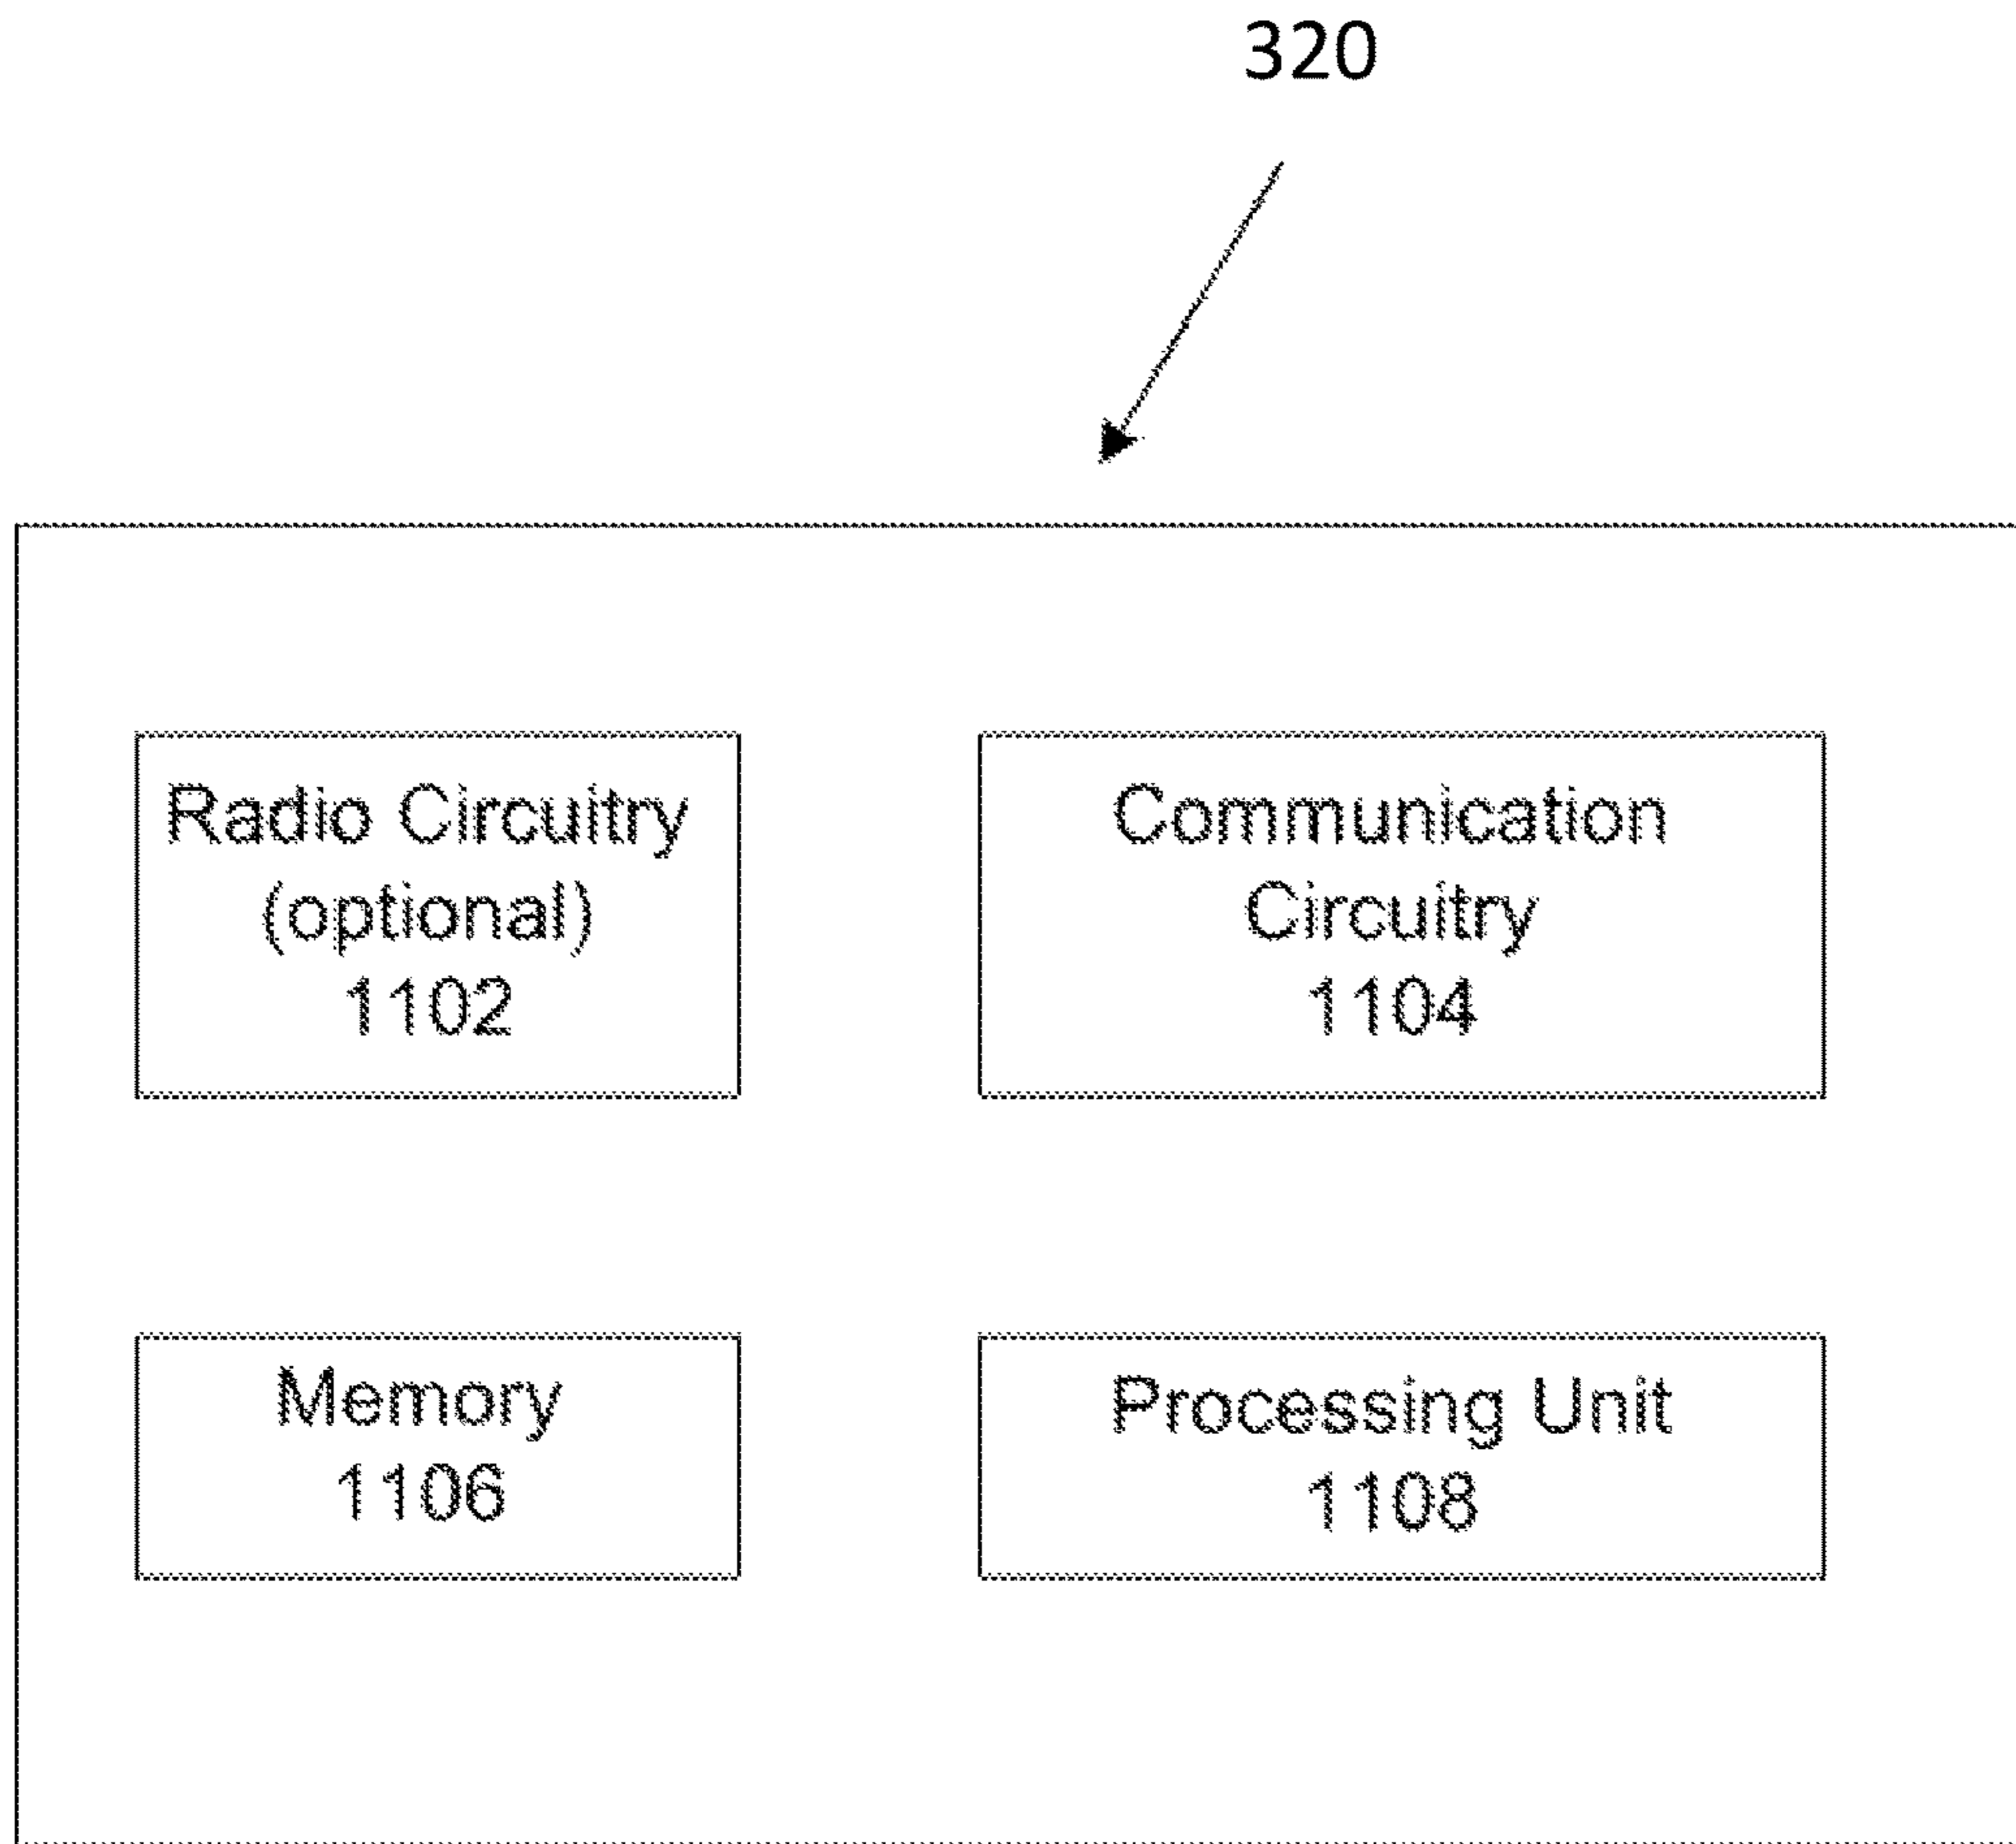 320
Radio Circuitry
(optional)
1102
Communication
Circuitry
1104
Memory
1106
Processing Unit
1108